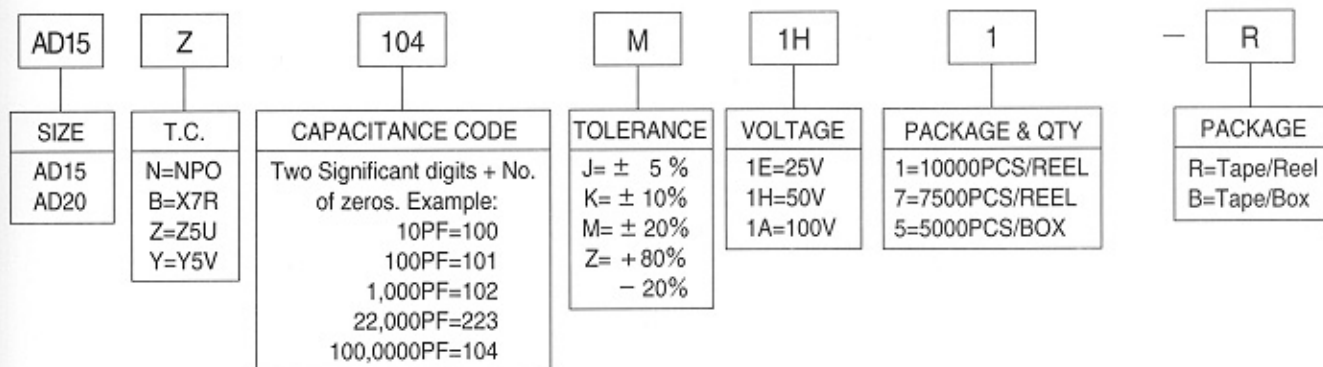 AD15 Z 104 M 1H 1 — R
SIZE
AD15
AD20
T.C.
N=NPO
B=X7R
Z=Z5U
Y=Y5V
CAPACITANCE CODE
Two Significant digits + No.
of zeros. Example:
10PF=100
100PF=101
1,000PF=102
22,000PF=223
100,0000PF=104
TOLERANCE
J= ± 5 %
K= ± 10%
M= ± 20%
Z= +80%
− 20%
VOLTAGE
1E=25V
1H=50V
1A=100V
PACKAGE & QTY
1=10000PCS/REEL
7=7500PCS/REEL
5=5000PCS/BOX
PACKAGE
R=Tape/Reel
B=Tape/Box